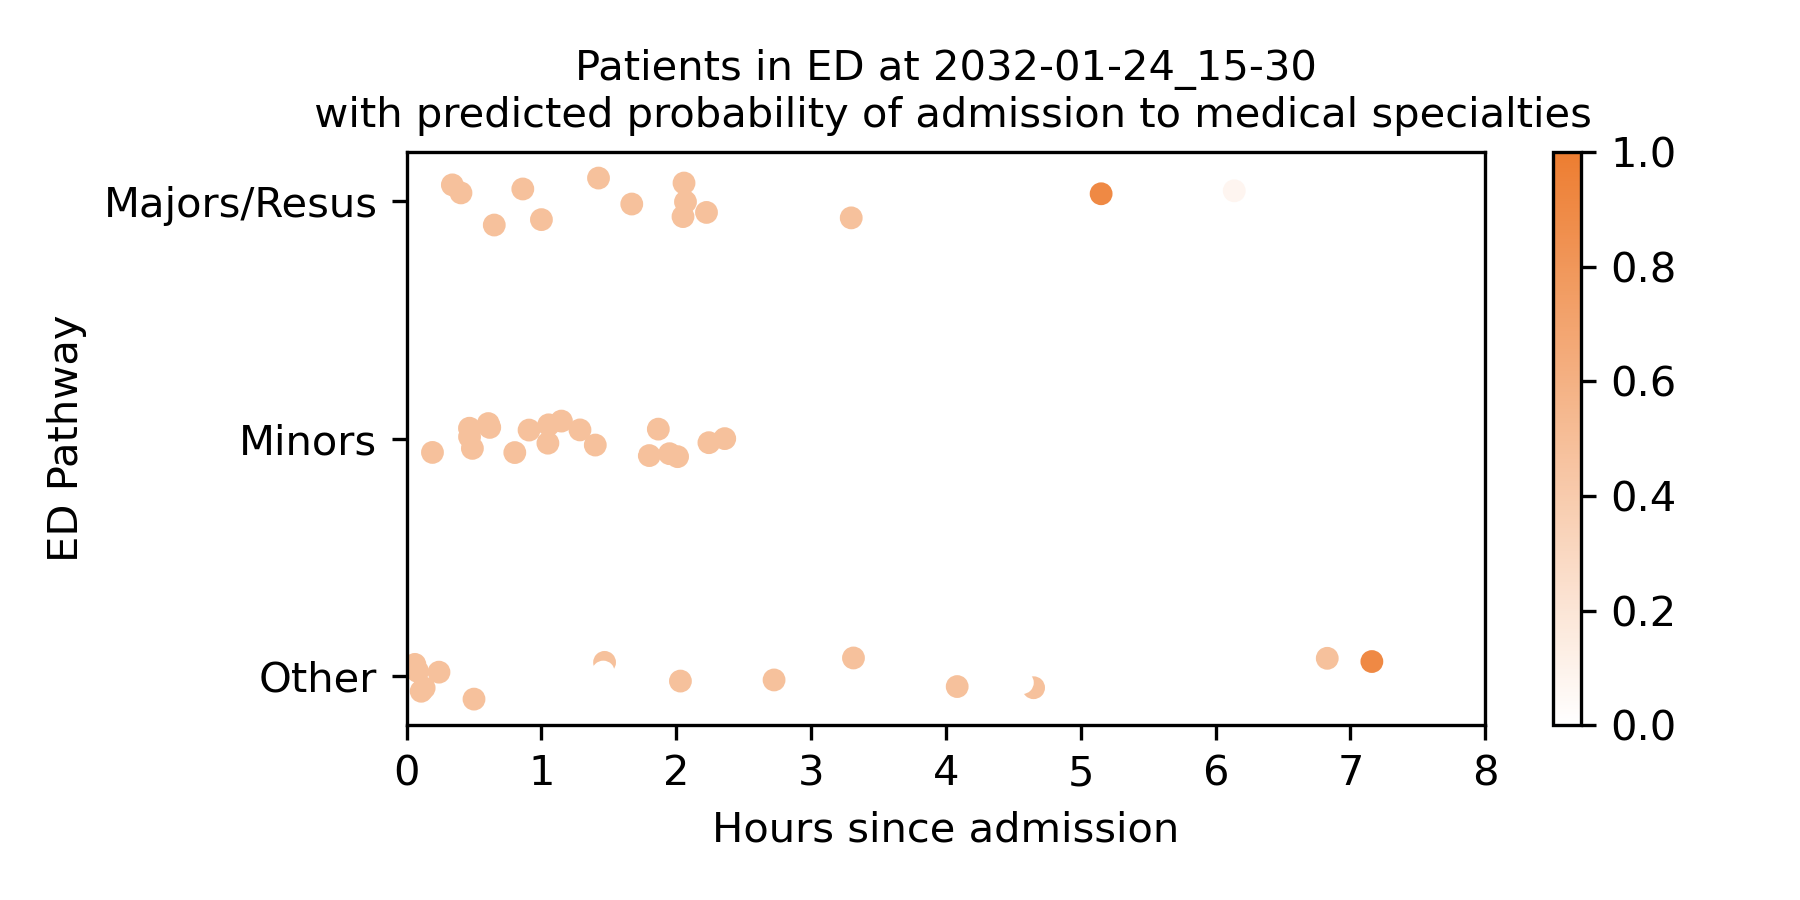 Patients in ED at 2032-01-24_15-30
with predicted probability of admission to medical specialties
Majors/Resus
Minors
Other
ED Pathway
0 1 2 3 4 5 6 7 8
Hours since admission
1.0
0.8
0.6
0.4
0.2
0.0